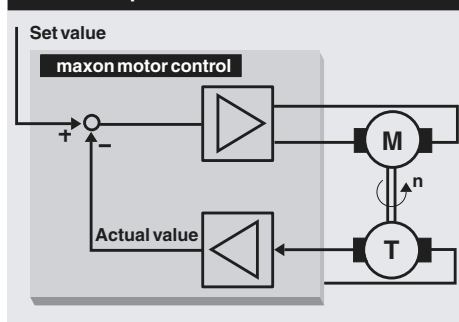 Set value
maxon motor control
+
–
M
n
Actual value
T